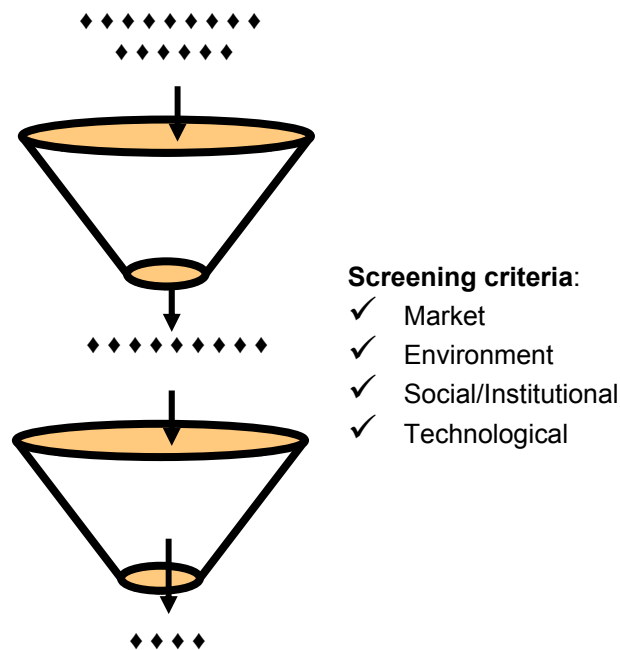 Screening criteria:
✓ Market
✓ Environment
✓ Social/Institutional
✓ Technological